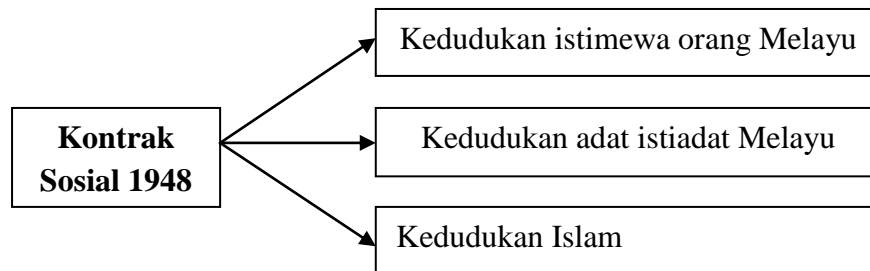 Kedudukan istimewa orang Melayu
Kontrak
Sosial 1948
Kedudukan adat istiadat Melayu
Kedudukan Islam